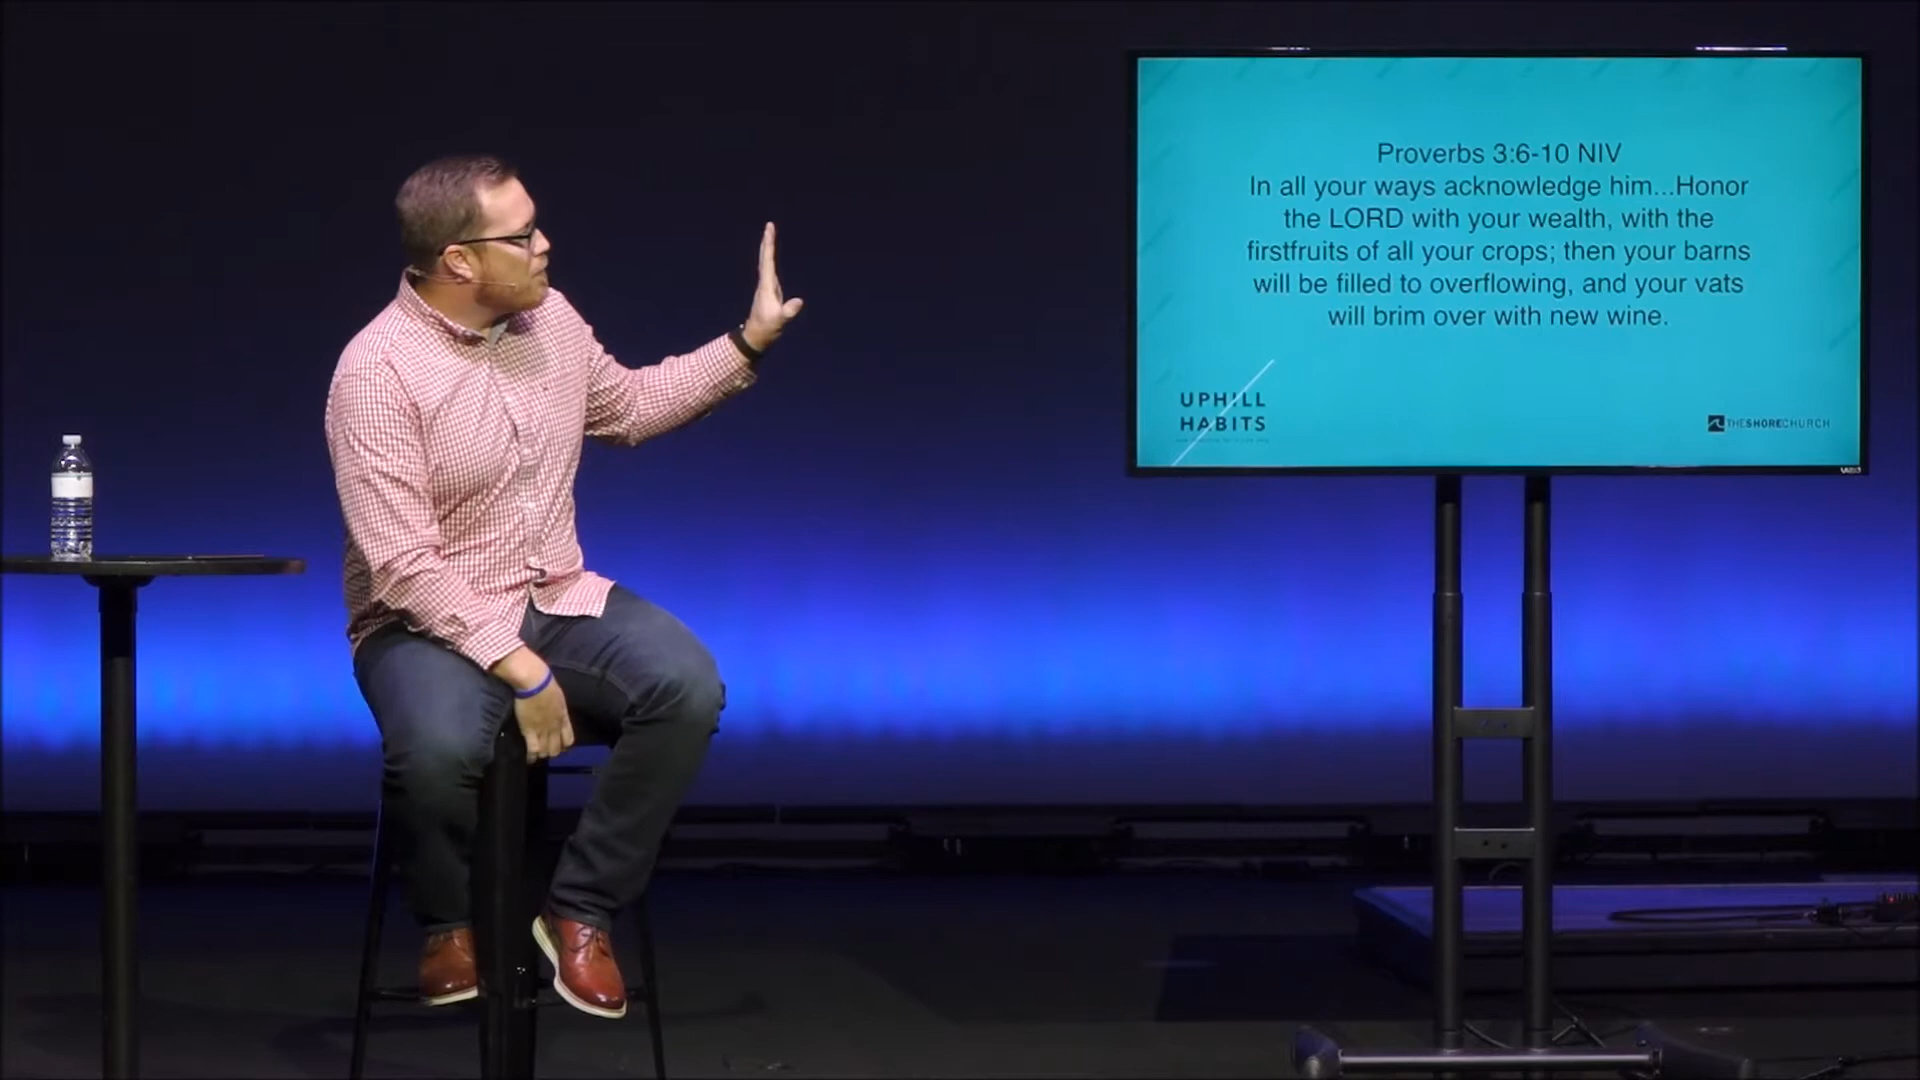 Proverbs 3:6-10 NIV
In all your ways acknowledge him...Honor
the LORD with your wealth, with the
firstfruits of all your crops; then your barns
will be filled to overflowing, and your vats
will brim over with new wine.
UPHILL
HABITS
THESHORECHURCH